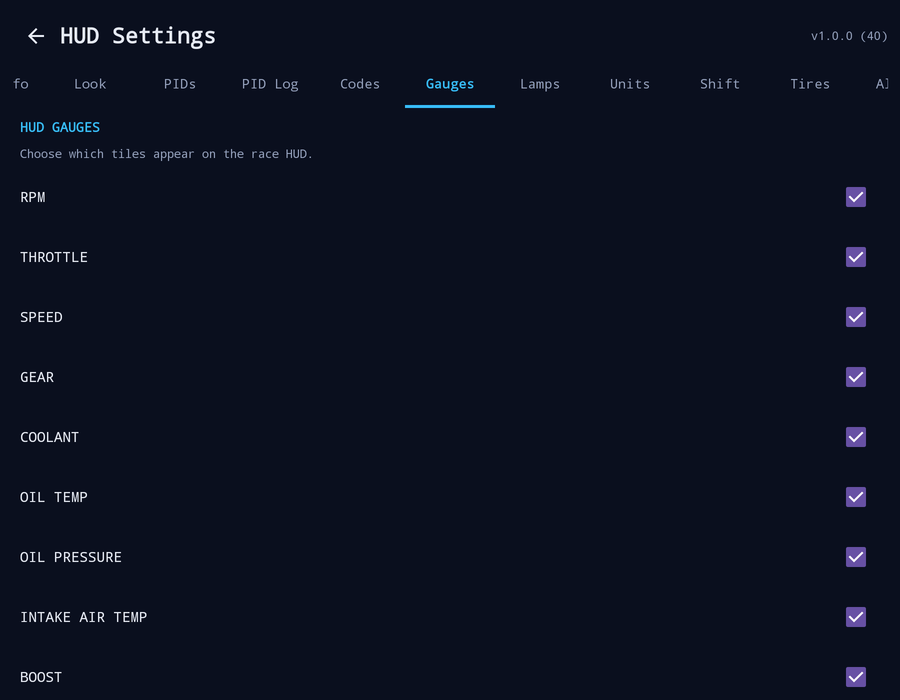 HUD Settings
v1.0.0 (40)
fo Look PIDs PID Log Codes Gauges Lamps Units Shift Tires
HUD GAUGES
Choose which tiles appear on the race HUD.
RPM
THROTTLE
SPEED
GEAR
COOLANT
OIL TEMP
OIL PRESSURE
INTAKE AIR TEMP
BOOST